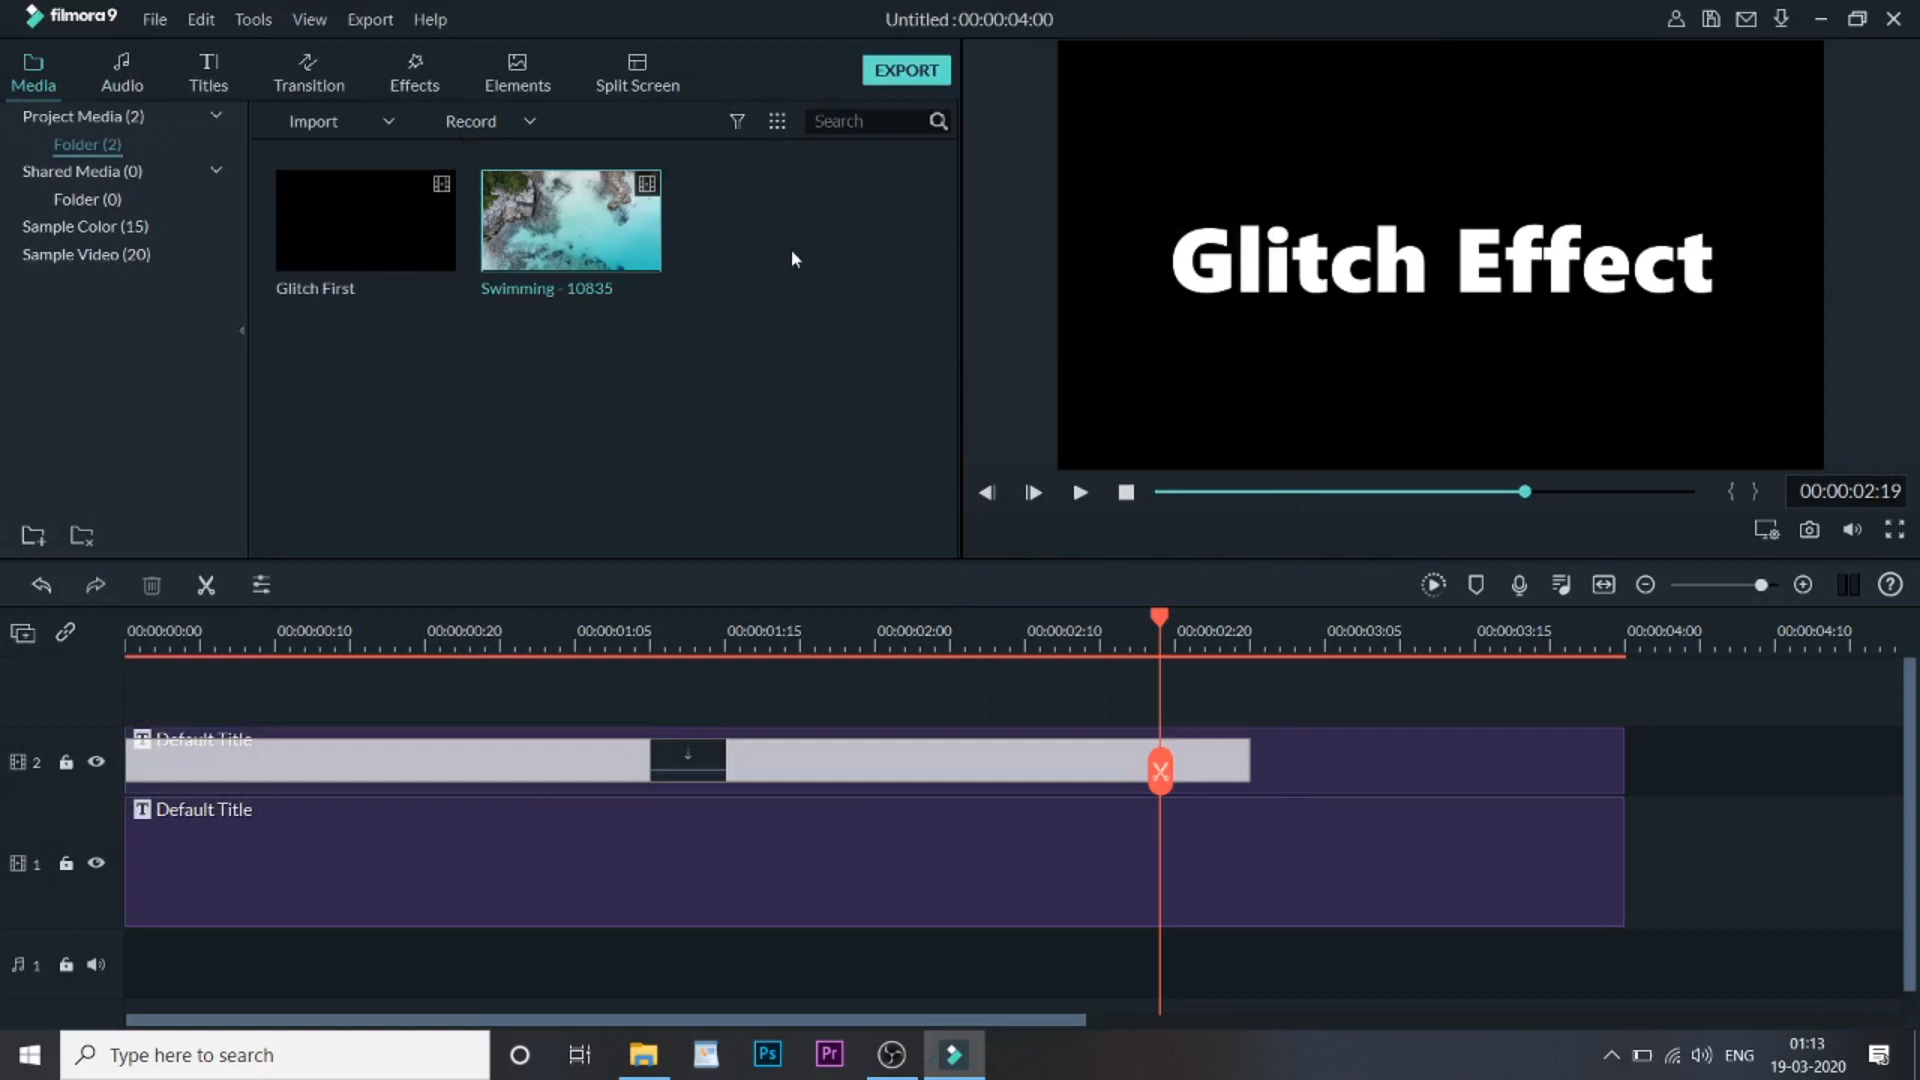 filmora9
File Edit Tools View Export Help
Untitled : 00:00:04:00
Media Audio Titles Transition Effects Elements Split Screen
EXPORT
Project Media (2)
Folder (2)
Shared Media (0)
Folder (0)
Sample Color (15)
Sample Video (20)
Import Record Search
Glitch First
Swimming - 10835
Glitch Effect
00:00:02:19
00:00:00:00 00:00:00:10 00:00:00:20 00:00:01:05 00:00:01:15 00:00:02:00 00:00:02:10 00:00:02:20 00:00:03:05 00:00:03:15 00:00:04:00 00:00:04:10
2
T Default Title
1
T Default Title
1
Type here to search
Ps
Pr
ENG
01:13
19-03-2020